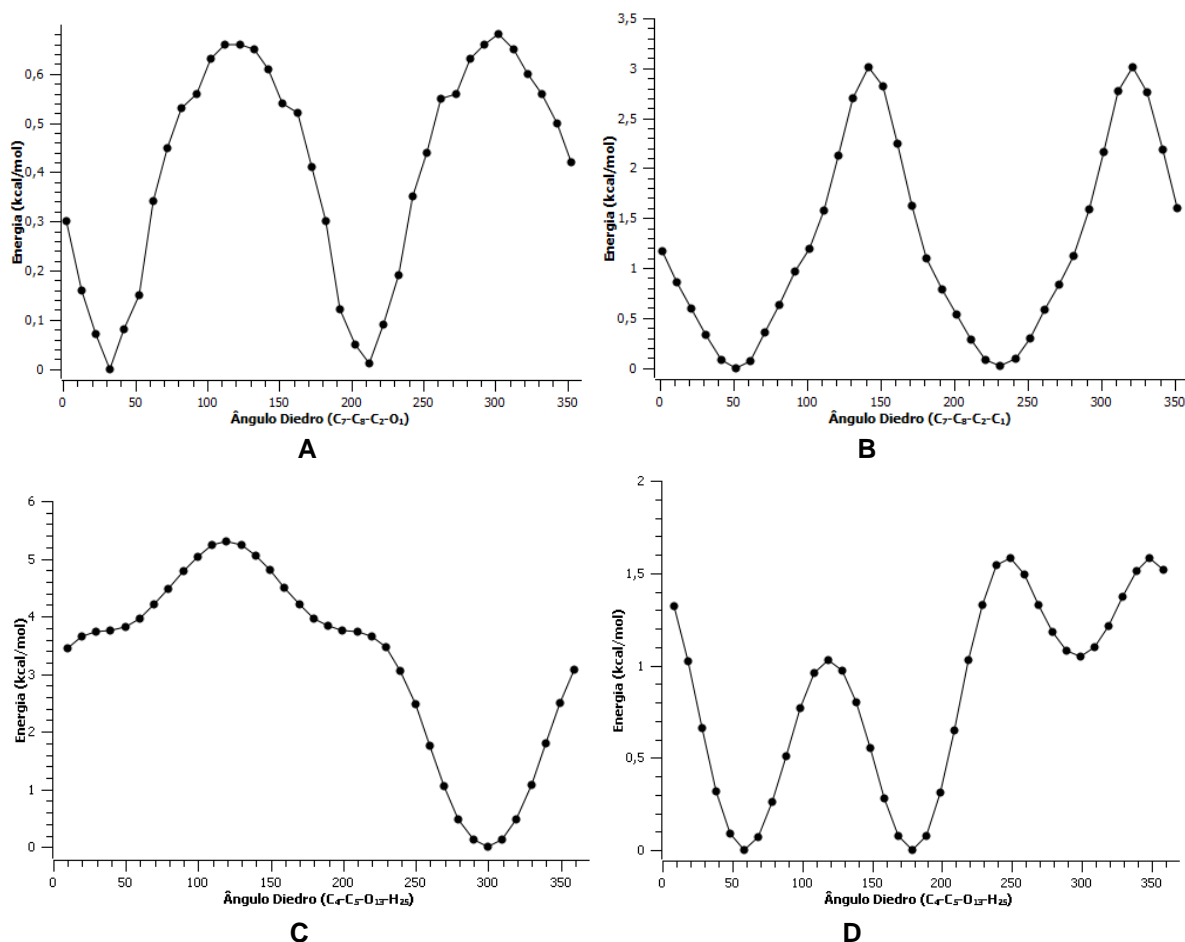 0,6
0,5
0,4
0,3
0,2
0,1
0
Energia (kcal/mol)
0 50 100 150 200 250 300 350
Ângulo Diedro (C7-C8-C2-O1)
A
3,5
3
2,5
2
1,5
1
0,5
0
Energia (kcal/mol)
0 50 100 150 200 250 300 350
Ângulo Diedro (C7-C8-C2-C1)
B
6
5
4
3
2
1
0
Energia (kcal/mol)
0 50 100 150 200 250 300 350
Ângulo Diedro (C4-C5-O13-H25)
C
2
1,5
1
0,5
0
Energia (kcal/mol)
0 50 100 150 200 250 300 350
Ângulo Diedro (C4-C5-O13-H25)
D